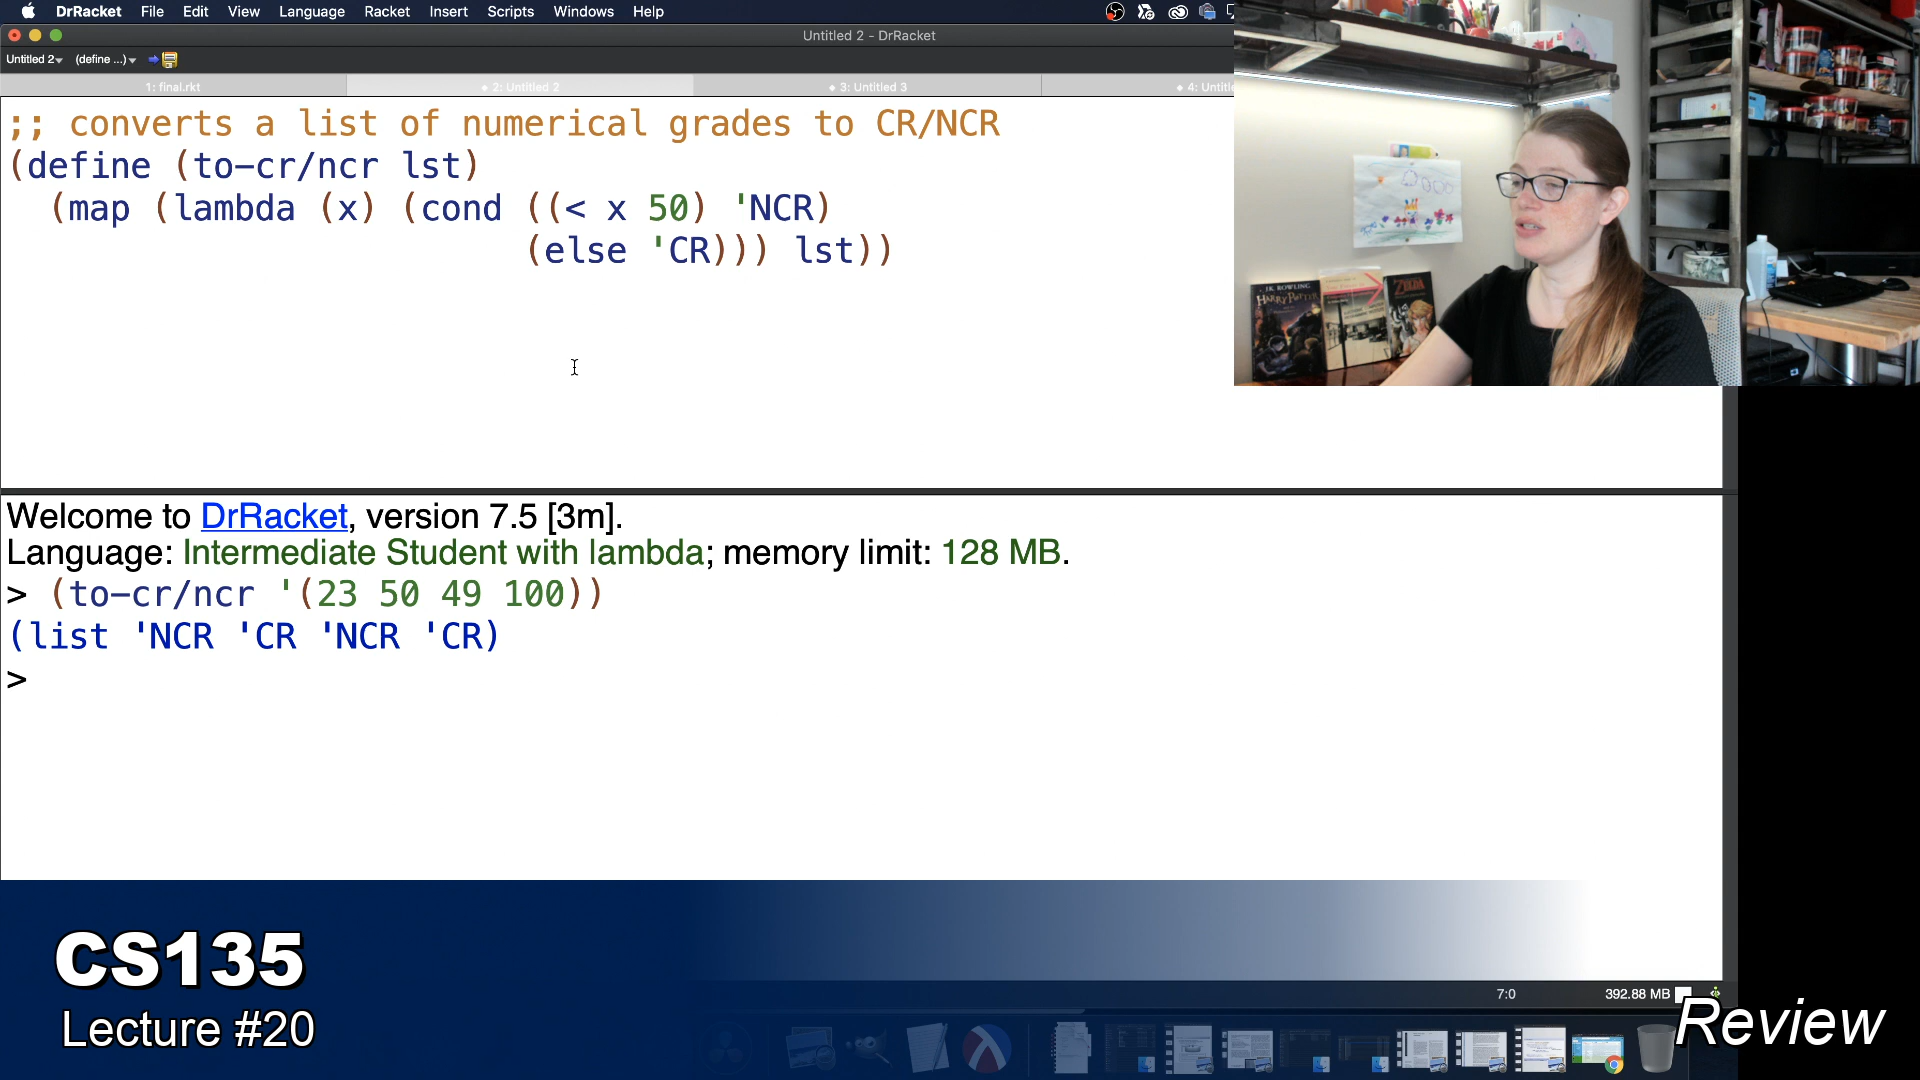 DrRacket File Edit View Language Racket Insert Scripts Windows Help
Untitled 2 - DrRacket
Untitled 2 (define ...)
1: final.rkt
2: Untitled 2
3: Untitled 3
;; converts a list of numerical grades to CR/NCR
(define (to-cr/ncr lst)
(map (lambda (x) (cond ((< x 50) 'NCR)
(else 'CR))) lst))
J.K. ROWLING
HARRY POTTER
ZELDA
Welcome to DrRacket, version 7.5 [3m].
Language: Intermediate Student with lambda; memory limit: 128 MB.
> (to-cr/ncr '(23 50 49 100))
(list 'NCR 'CR 'NCR 'CR)
>
7:0 392.88 MB
CS135
Lecture #20
Review